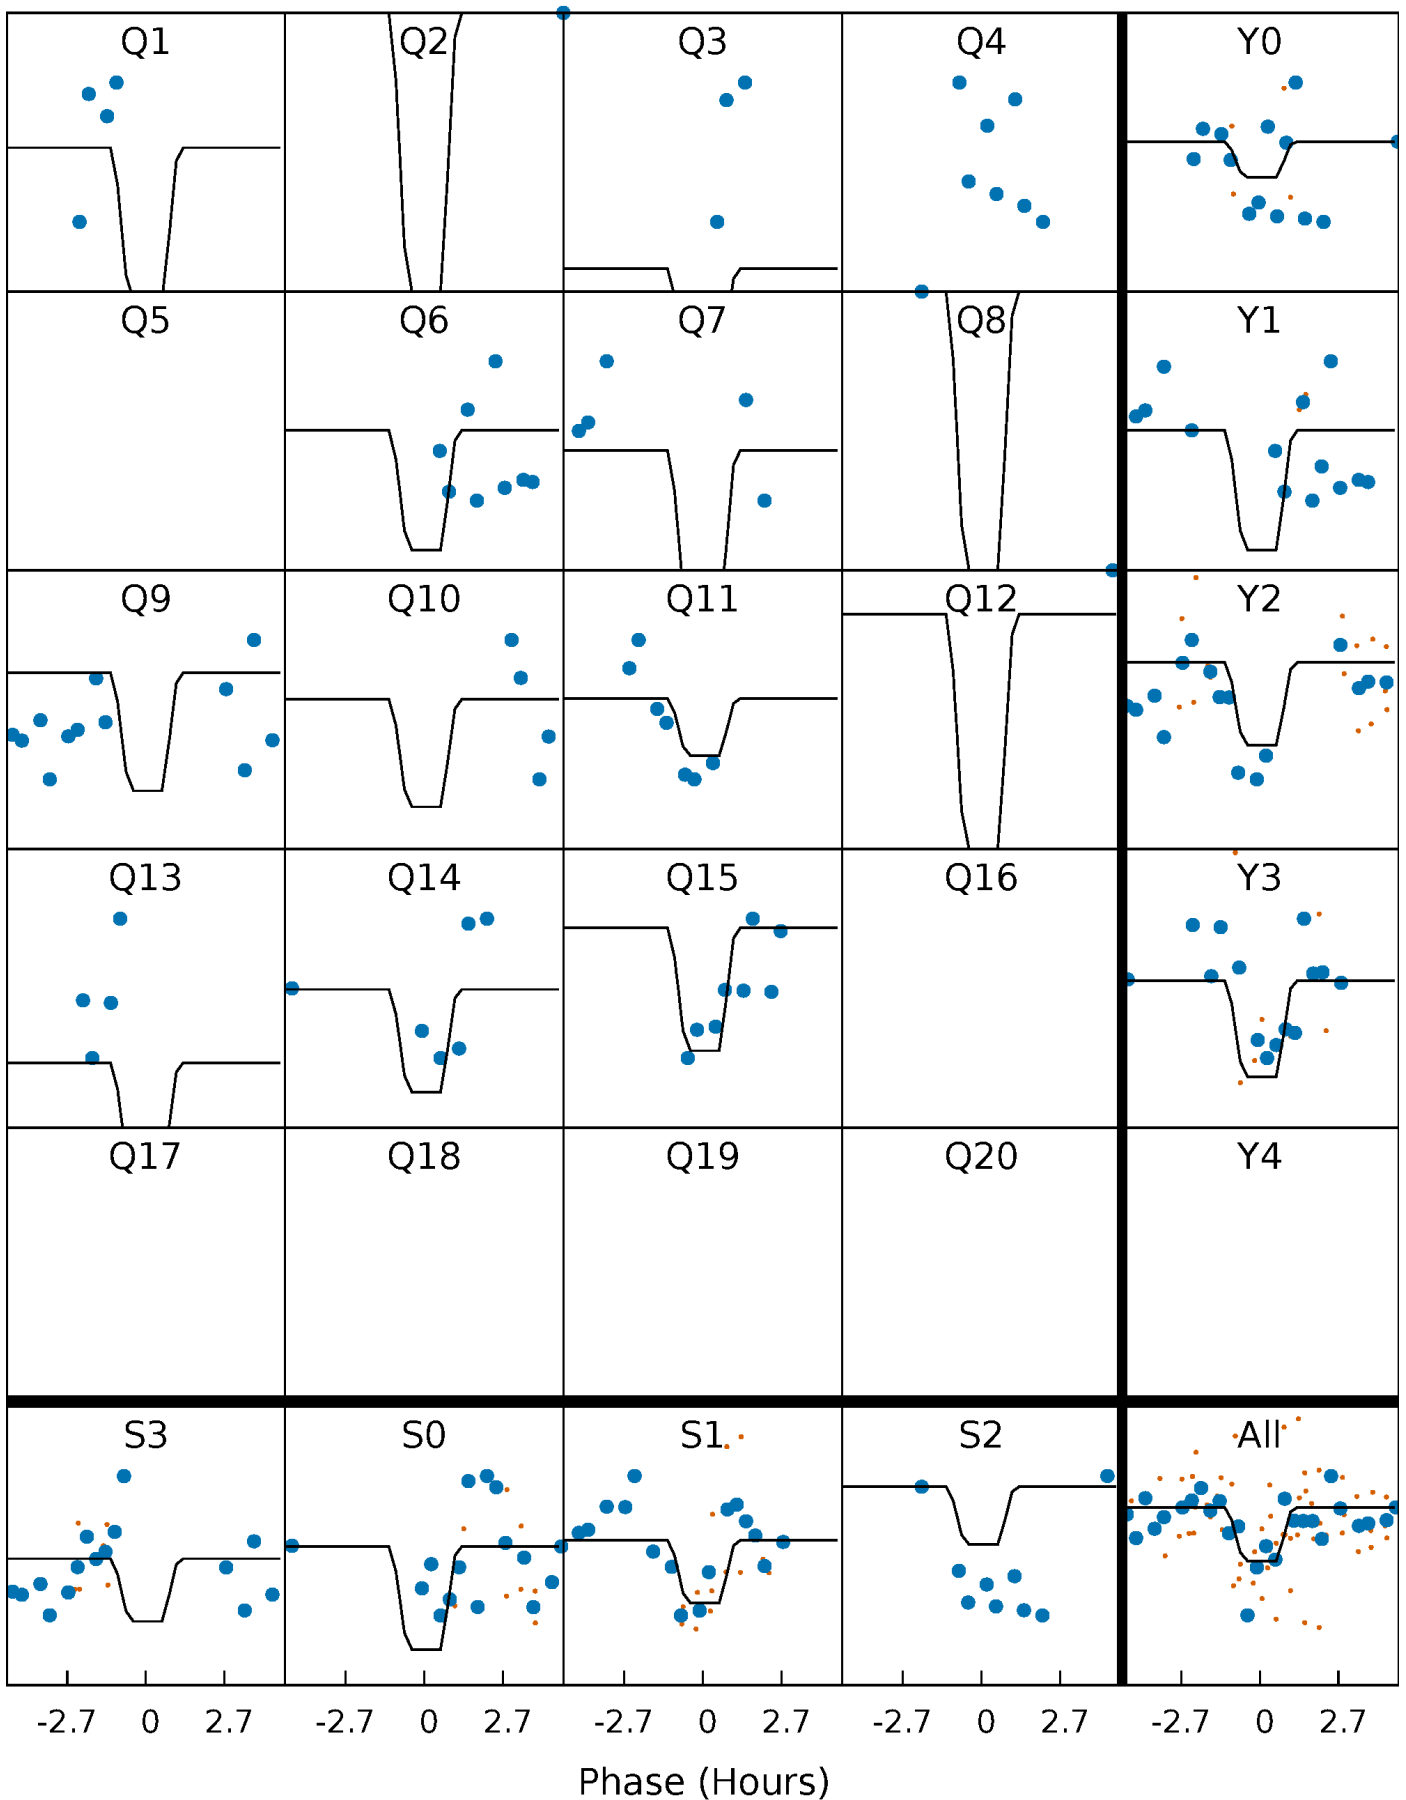 Q1 Q2 Q3 Q4 Y0
Q5 Q6 Q7 Q8 Y1
Q9 Q10 Q11 Q12 Y2
Q13 Q14 Q15 Q16 Y3
Q17 Q18 Q19 Q20 Y4
S3 S0 S1 S2 All
-2.7 0 2.7 -2.7 0 2.7 -2.7 0 2.7 -2.7 0 2.7 -2.7 0 2.7
Phase (Hours)